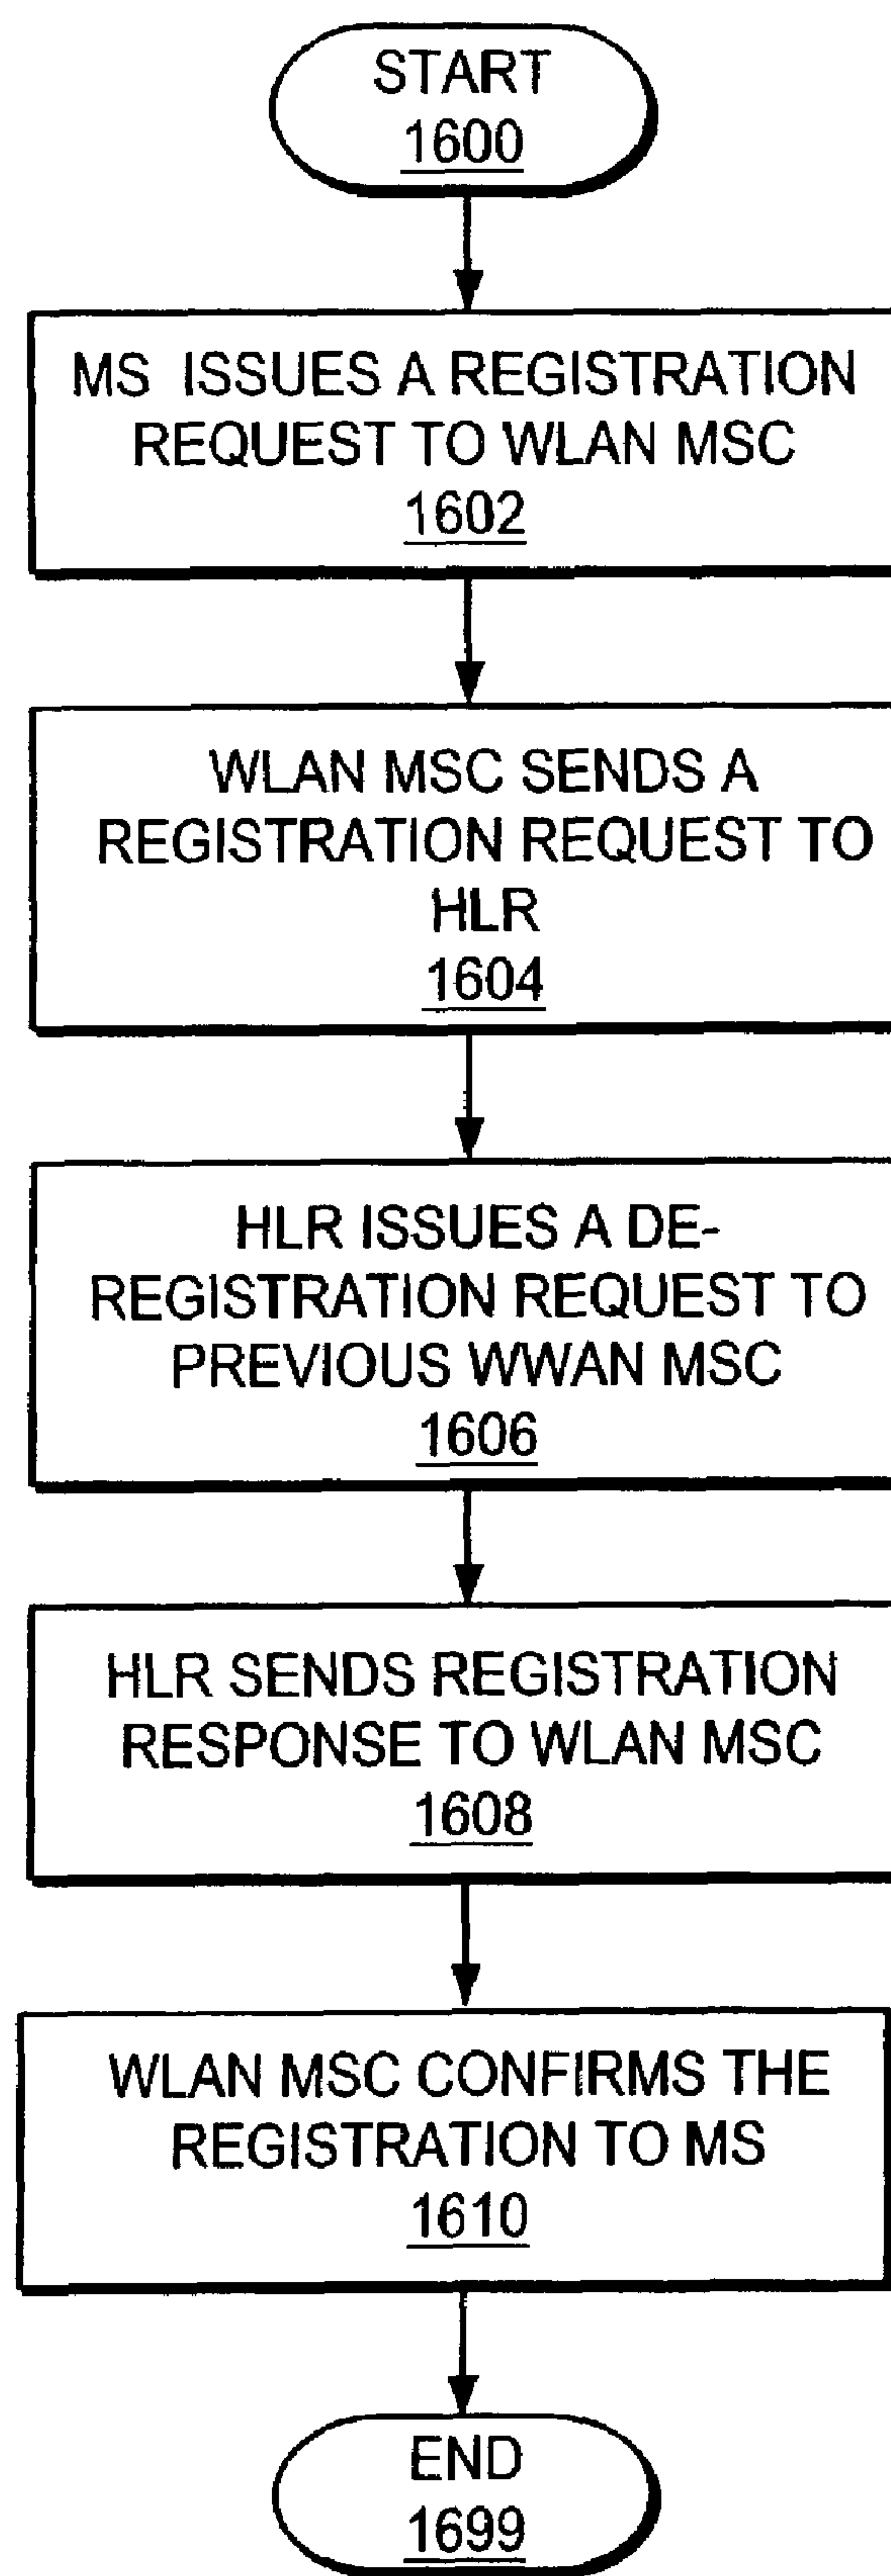 START
1600
MS ISSUES A REGISTRATION
REQUEST TO WLAN MSC
1602
WLAN MSC SENDS A
REGISTRATION REQUEST TO
HLR
1604
HLR ISSUES A DE-
REGISTRATION REQUEST TO
PREVIOUS WWAN MSC
1606
HLR SENDS REGISTRATION
RESPONSE TO WLAN MSC
1608
WLAN MSC CONFIRMS THE
REGISTRATION TO MS
1610
END
1699